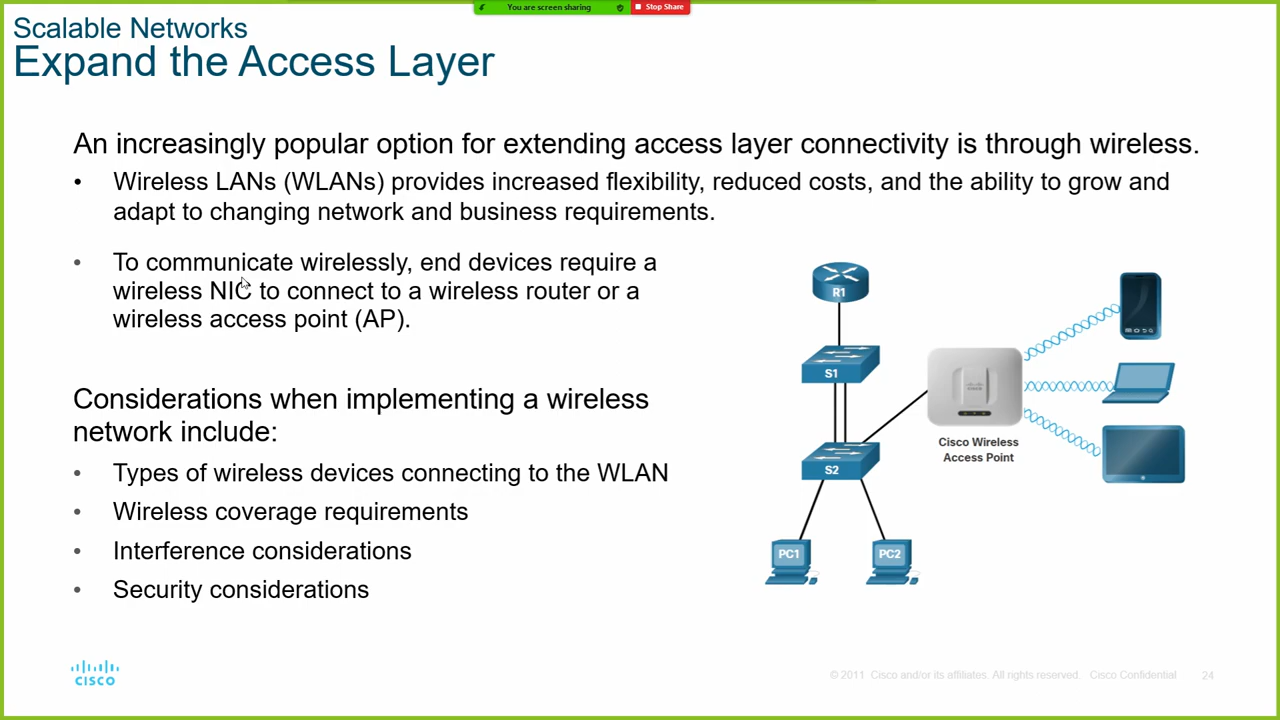 You are screen sharing
Stop Share
Scalable Networks
Expand the Access Layer
An increasingly popular option for extending access layer connectivity is through wireless.
• Wireless LANs (WLANs) provides increased flexibility, reduced costs, and the ability to grow and
adapt to changing network and business requirements.
• To communicate wirelessly, end devices require a
wireless NIC to connect to a wireless router or a
wireless access point (AP).
Considerations when implementing a wireless
network include:
• Types of wireless devices connecting to the WLAN
• Wireless coverage requirements
• Interference considerations
• Security considerations
R1
S1
S2
Cisco Wireless
Access Point
PC1
PC2
CISCO
© 2011 Cisco and/or its affiliates. All rights reserved Cisco Confidential 24